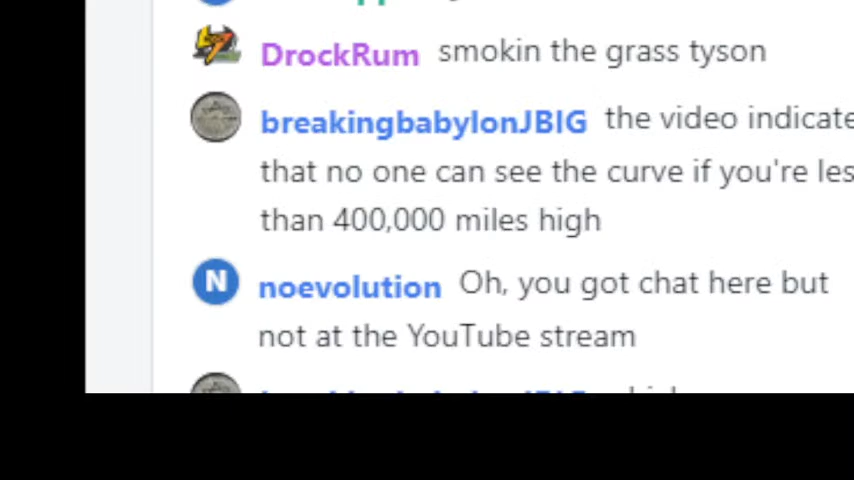 DrockRum smokin the grass tyson
breakingbabylonJBIG the video indicate
that no one can see the curve if you're les
than 400,000 miles high
N noevolution Oh, you got chat here but
not at the YouTube stream